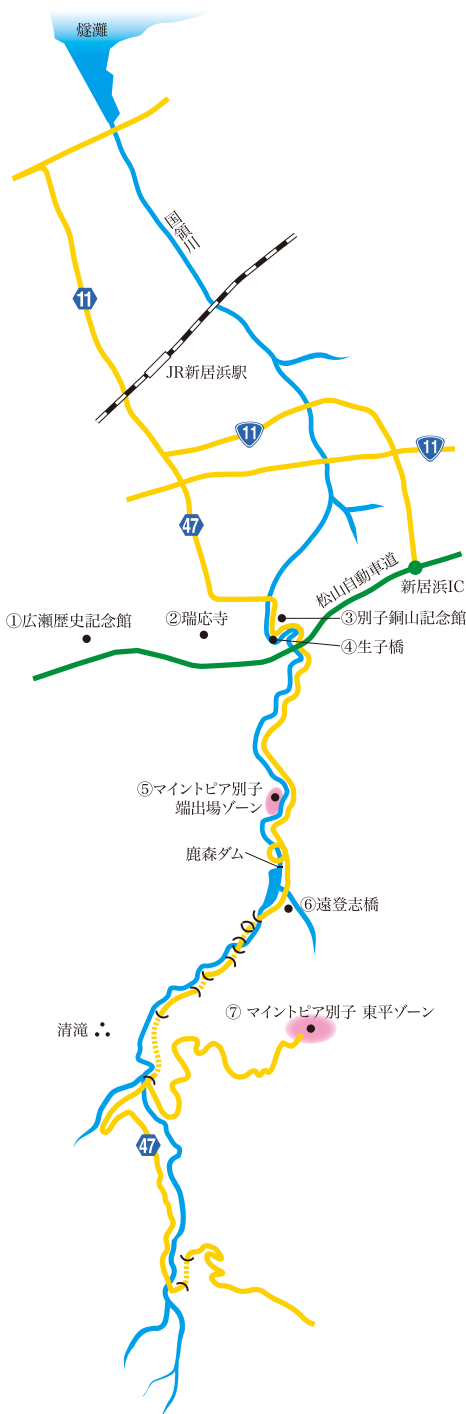 燧灘
国領川
11
JR新居浜駅
11
11
47
松山自動車道
新居浜IC
①広瀬歴史記念館
②瑞応寺
③別子銅山記念館
④生子橋
⑤マイントピア別子
端出場ゾーン
鹿森ダム
⑥遠登志橋
⑦ マイントピア別子 東平ゾーン
清滝
47